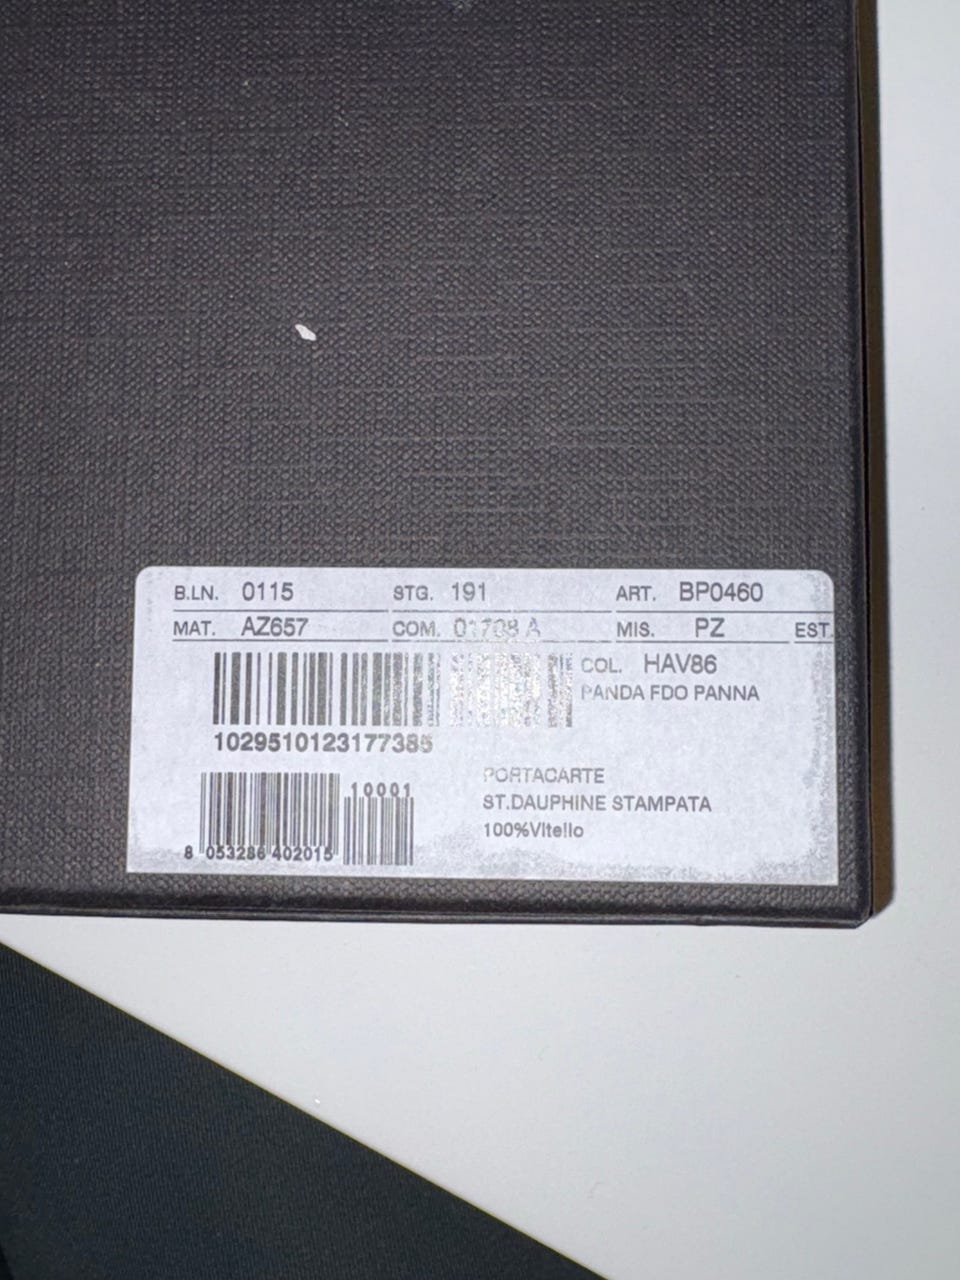 B.LN. 0115 STG. 191 ART. BP0460
MAT. AZ657 COM. 01708 A MIS. PZ EST.
COL. HAV86
PANDA FDO PANNA
1029510123177385
PORTACARTE
10001
ST.DAUPHINE STAMPATA
100%Vitello
8 053286 402015